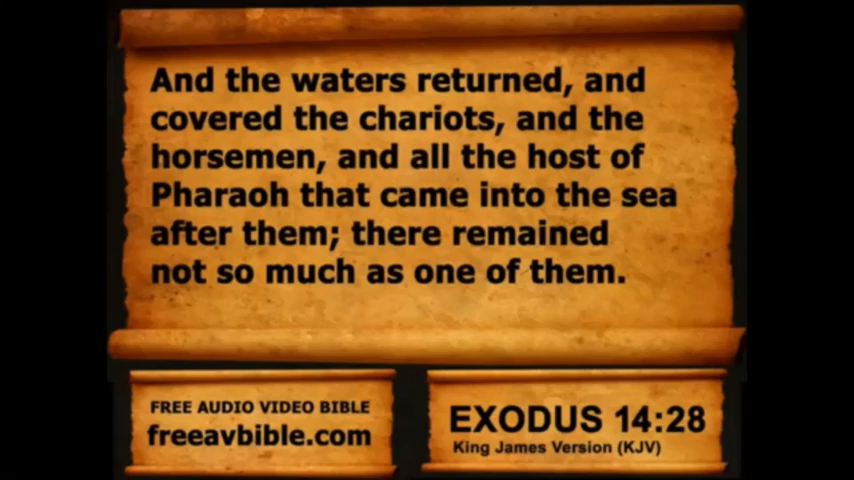 And the waters returned, and
covered the chariots, and the
horsemen, and all the host of
Pharaoh that came into the sea
after them; there remained
not so much as one of them.
FREE AUDIO VIDEO BIBLE
freeavbible.com
EXODUS 14:28
King James Version (KJV)